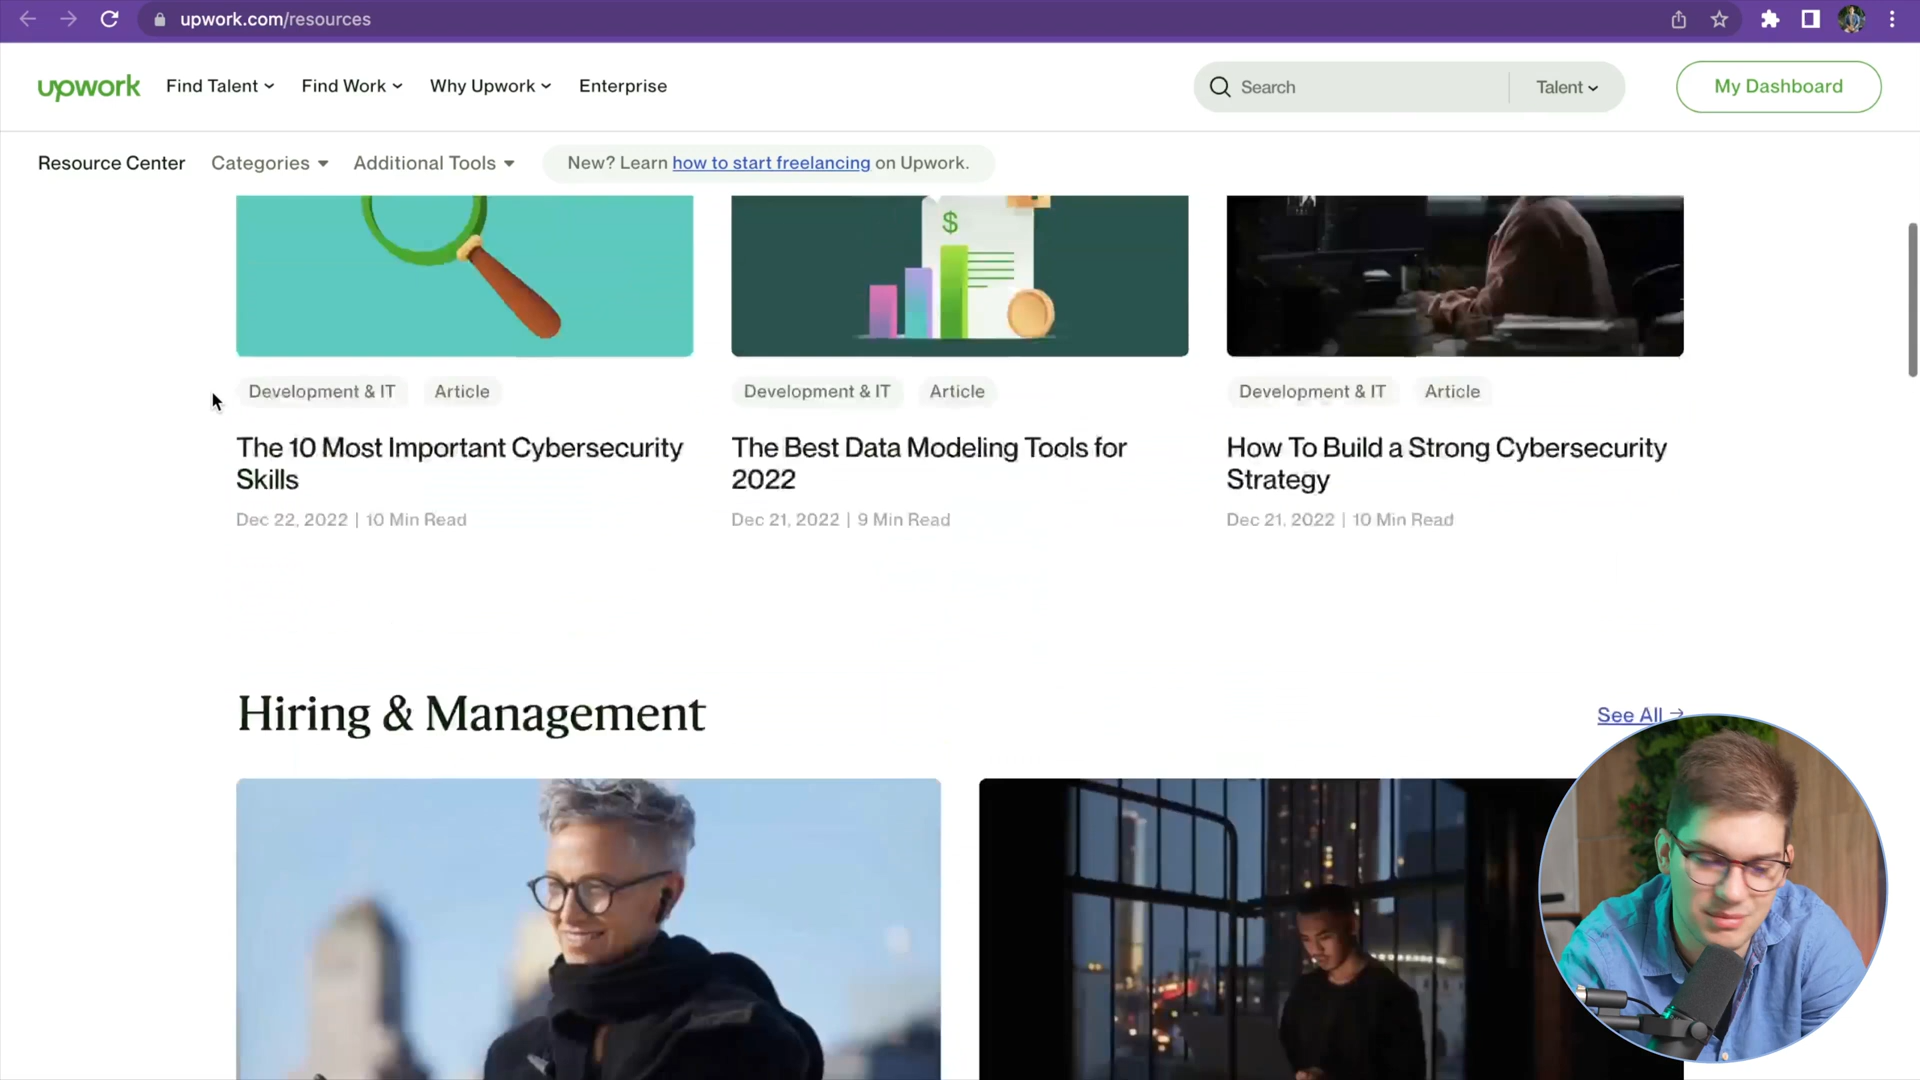 upwork.com/resources
upwork Find Talent Find Work Why Upwork Enterprise Search Talent My Dashboard
Resource Center Categories Additional Tools New? Learn how to start freelancing on Upwork.
$
Development & IT Article
The 10 Most Important Cybersecurity
Skills
Dec 22, 2022 | 10 Min Read
Development & IT Article
The Best Data Modeling Tools for
2022
Dec 21, 2022 | 9 Min Read
Development & IT Article
How To Build a Strong Cybersecurity
Strategy
Dec 21, 2022 | 10 Min Read
Hiring & Management
See All →